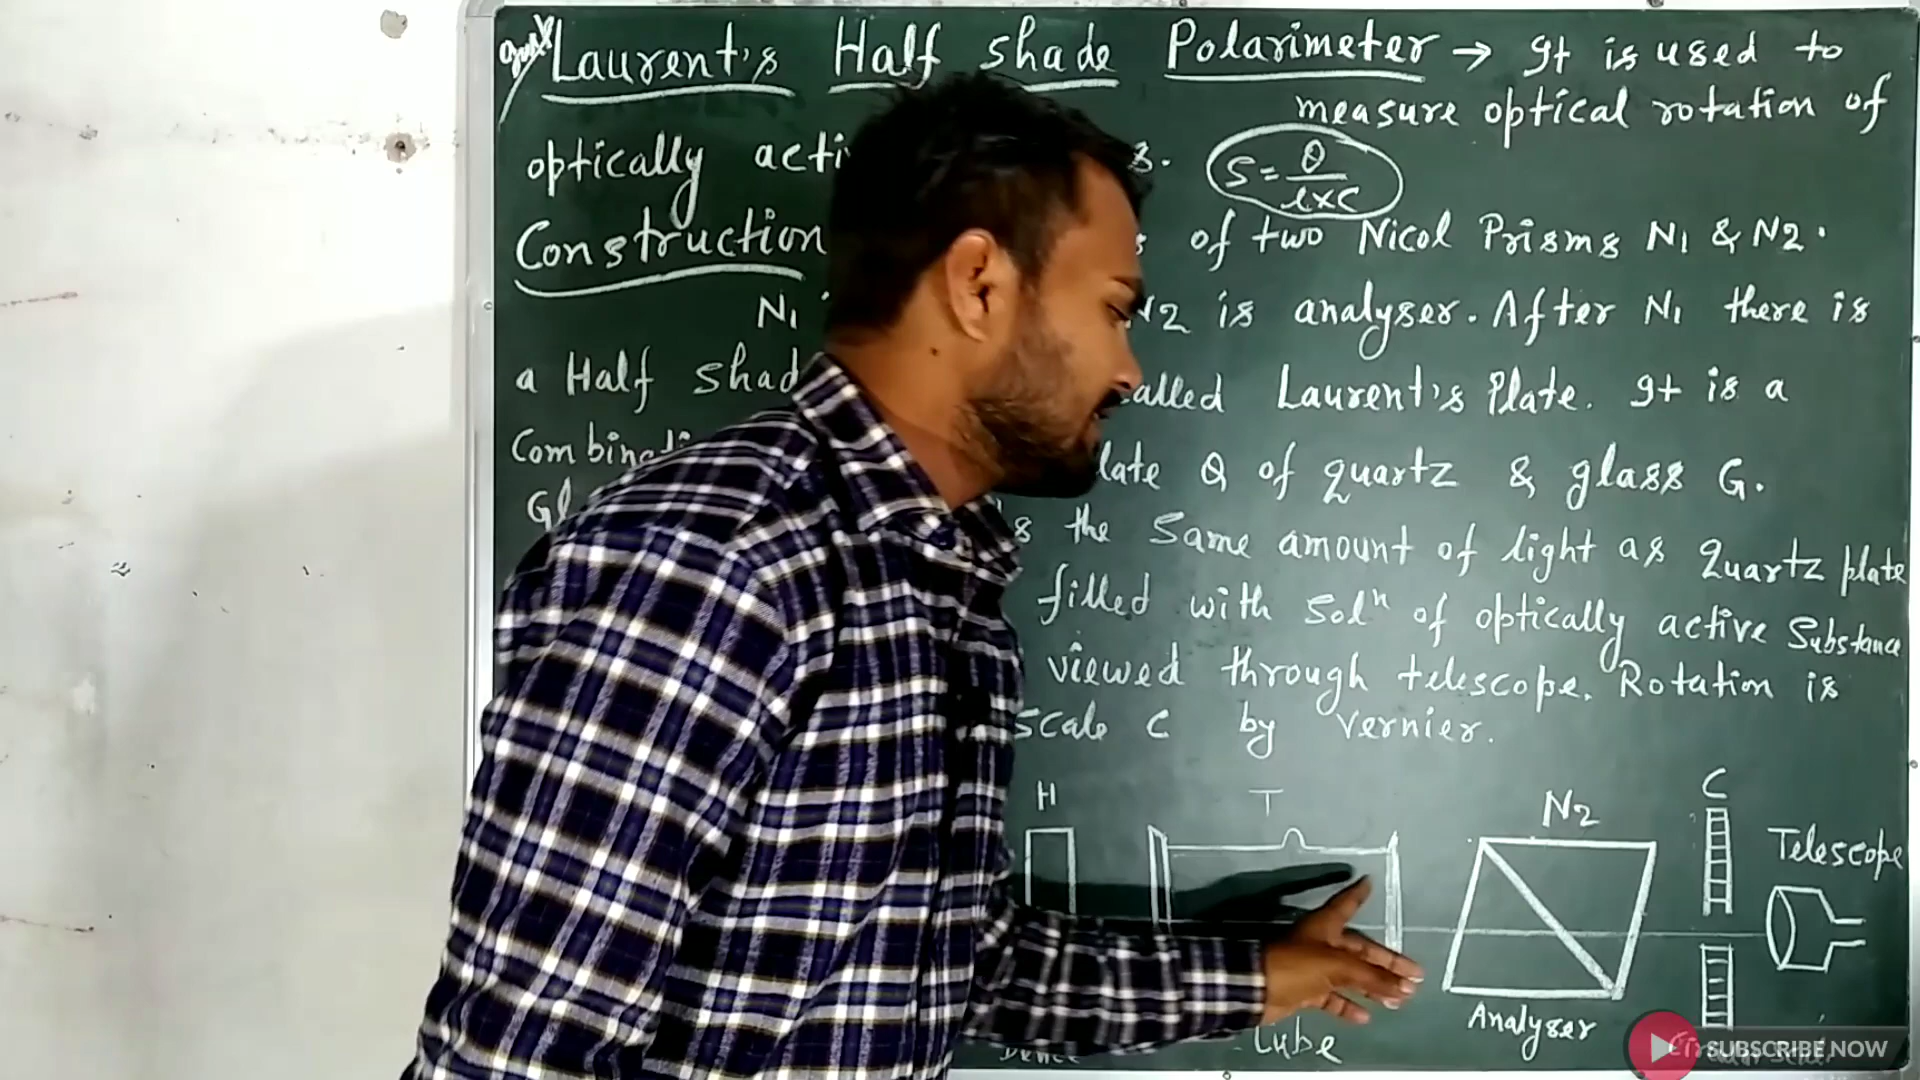 Laurent's Half shade Polarimeter → It is used to
measure optical rotation of
optically acti s.
S = θ / l×c
Construction of two Nicol Prisms N1 & N2.
N1 N2 is analyser. After N1 there is
a Half shad called Laurent's Plate. It is a
Combinati late Q of quartz & glass G.
Gl s the Same amount of light as Quartz plate
filled with Solⁿ of optically active Substance
viewed through telescope. Rotation is
Scale C by Vernier.
H T N2 C
Telescope
Tube Analyser
SUBSCRIBE NOW